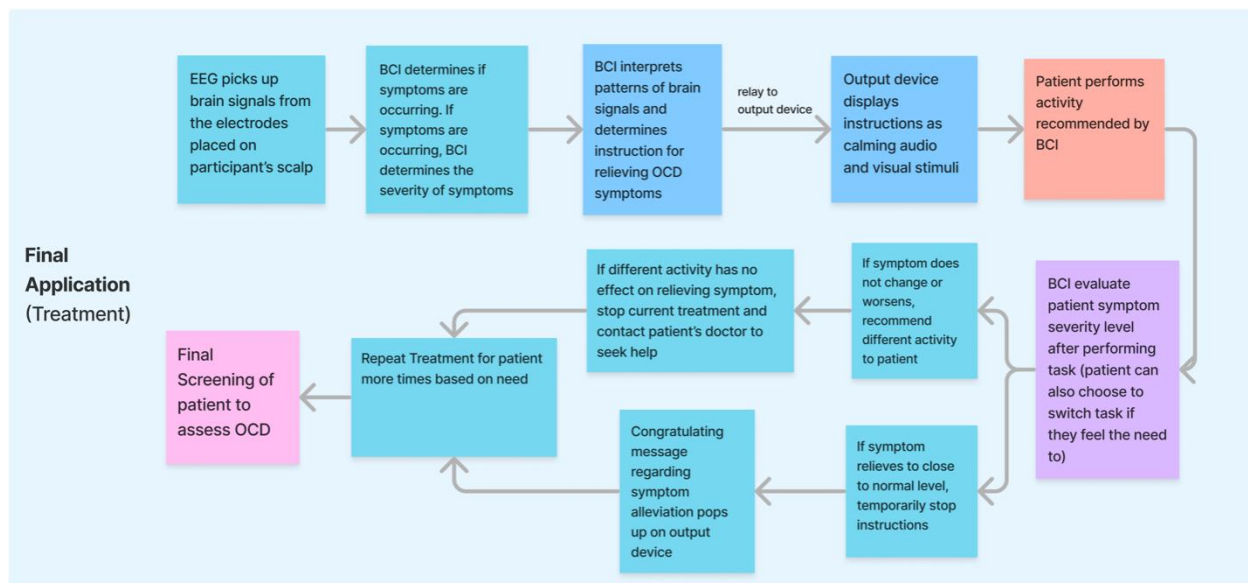 EEG picks up
brain signals from
the electrodes
placed on
participant's scalp
BCI determines if
symptoms are
occurring. If
symptoms are
occurring, BCI
determines the
severity of symptoms
BCI interprets
patterns of brain
signals and
determines
instruction for
relieving OCD
symptoms
relay to
output device
Output device
displays
instructions as
calming audio
and visual stimuli
Patient performs
activity
recommended by
BCI
Final
Application
(Treatment)
BCI evaluate
patient symptom
severity level
after performing
task (patient can
also choose to
switch task if
they feel the need
to)
If symptom does
not change or
worsens,
recommend
different activity
to patient
If different activity has no
effect on relieving symptom,
stop current treatment and
contact patient's doctor to
seek help
If symptom
relieves to close
to normal level,
temporarily stop
instructions
Congratulating
message
regarding
symptom
alleviation pops
up on output
device
Repeat Treatment for patient
more times based on need
Final
Screening of
patient to
assess OCD